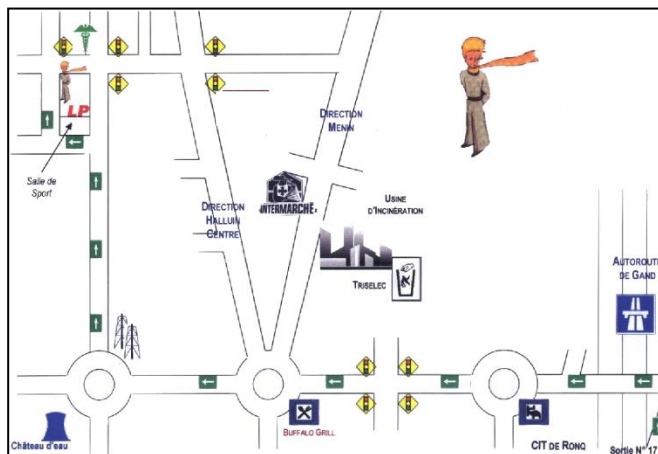 LP
Salle de
Sport
DIRECTION
MENIN
INTERMARCHÉ
DIRECTION
HALLUIN
CENTRE
USINE
D'INCINÉRATION
TRISELEC
AUTOROUTE
DE GAND
BUFFALO GRILL
Château d'eau
CIT DE RONQ
Sortie N° 17